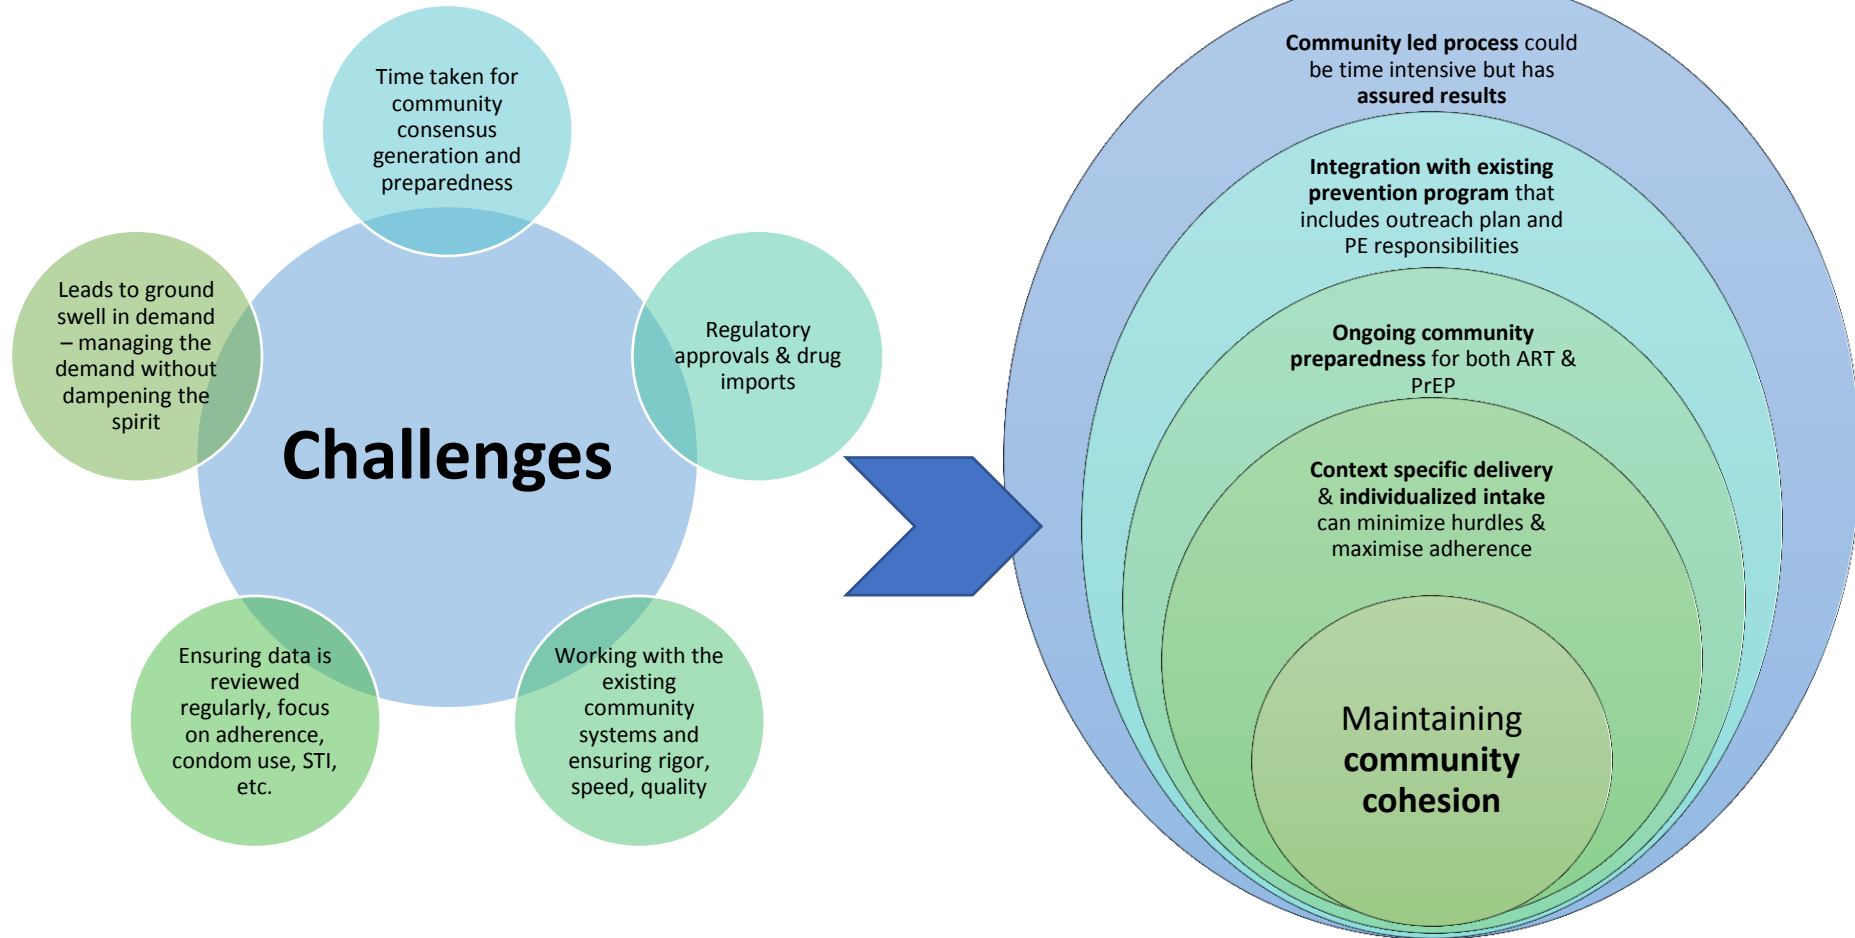 Time taken for
community
consensus
generation and
preparedness
Leads to ground
swell in demand
– managing the
demand without
dampening the
spirit
Regulatory
approvals & drug
imports
Challenges
Ensuring data is
reviewed
regularly, focus
on adherence,
condom use, STI,
etc.
Working with the
existing
community
systems and
ensuring rigor,
speed, quality
Community led process could
be time intensive but has
assured results
Integration with existing
prevention program that
includes outreach plan and
PE responsibilities
Ongoing community
preparedness for both ART &
PrEP
Context specific delivery
& individualized intake
can minimize hurdles &
maximise adherence
Maintaining
community
cohesion